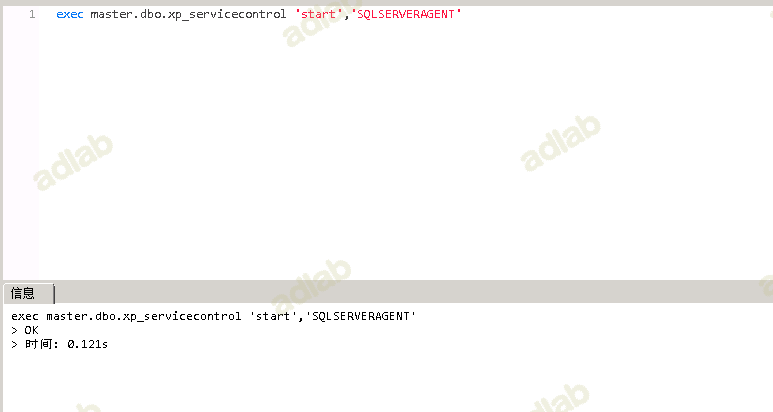 1 exec master.dbo.xp_servicecontrol 'start','SQLSERVERAGENT'
adlab
adlab
adlab
adlab
信息
exec master.dbo.xp_servicecontrol 'start','SQLSERVERAGENT'
> OK
> 时间: 0.121s
adlab